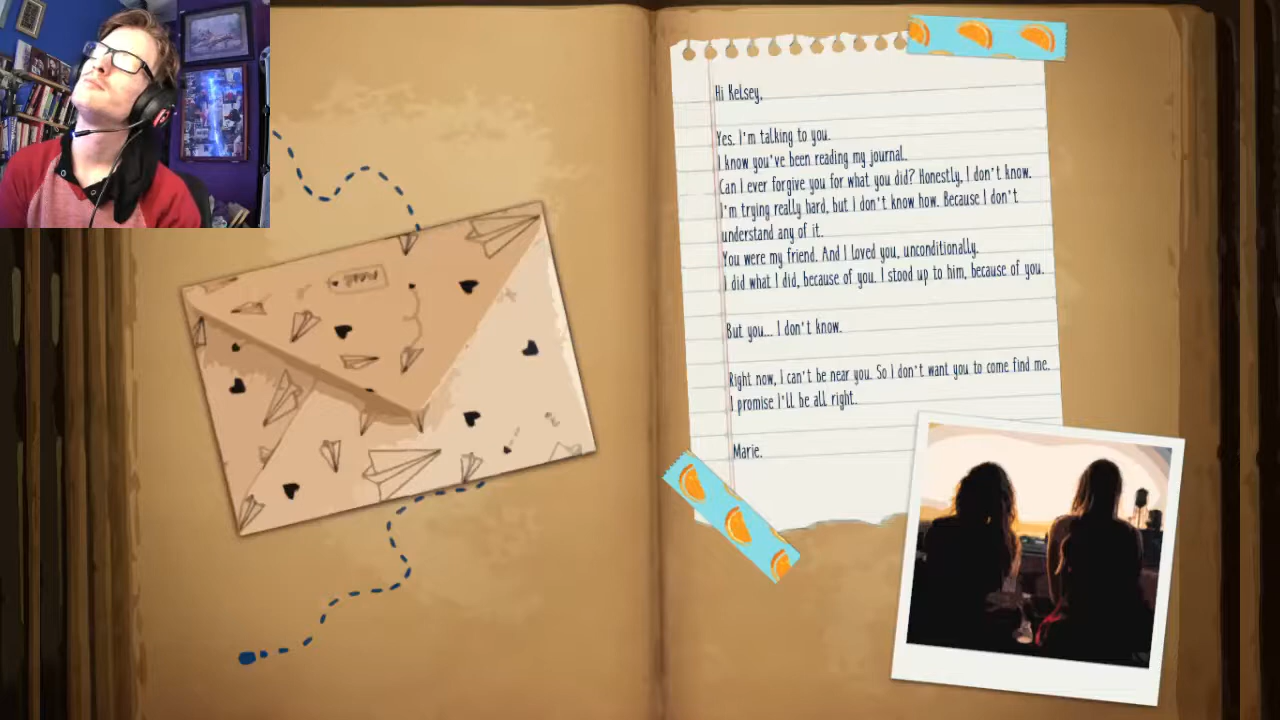 Hi Kelsey,
Yes. I'm talking to you.
I know you've been reading my journal.
Can I ever forgive you for what you did? Honestly, I don't know.
I'm trying really hard, but I don't know how. Because I don't
understand any of it.
You were my friend. And I loved you, unconditionally.
I did what I did, because of you. I stood up to him, because of you.
But you... I don't know.
Right now, I can't be near you. So I don't want you to come find me.
I promise I'll be all right.
Marie.